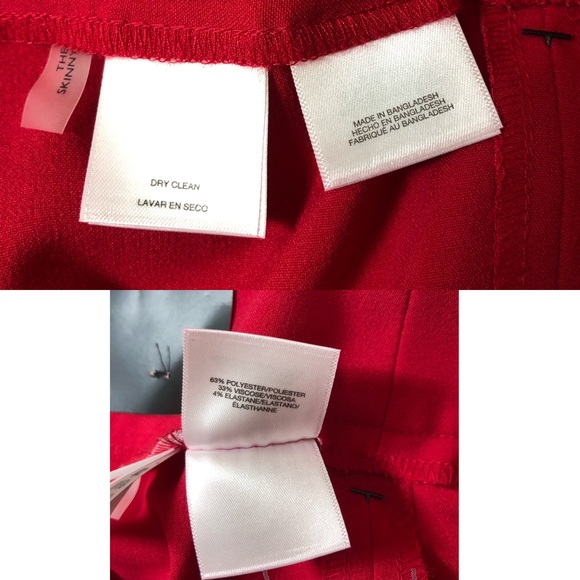 THE
SKINNY
DRY CLEAN
LAVAR EN SECO
MADE IN BANGLADESH
HECHO EN BANGLADESH
FABRIQUÉ AU BANGLADESH
63% POLYESTER/POLIESTER
33% VISCOSE/VISCOSA
4% ELASTANE/ELASTANO/
ÉLASTHANNE